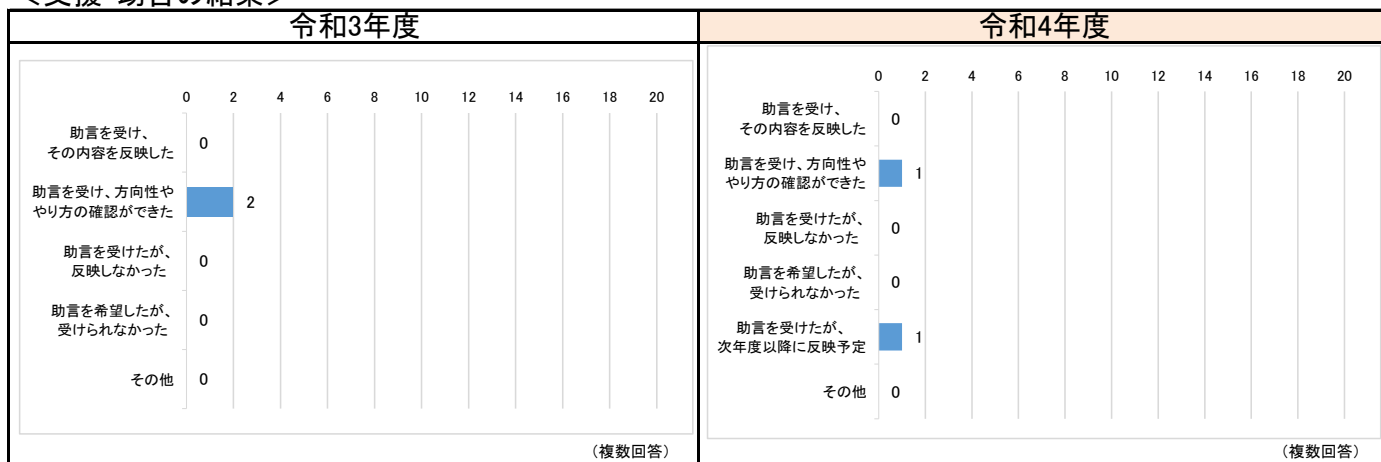 <支援・助言の結果>
令和3年度
0 2 4 6 8 10 12 14 16 18 20
助言を受け、
その内容を反映した
0
助言を受け、方向性や
やり方の確認ができた
2
助言を受けたが、
反映しなかった
0
助言を希望したが、
受けられなかった
0
その他
0
（複数回答）
令和4年度
0 2 4 6 8 10 12 14 16 18 20
助言を受け、
その内容を反映した
0
助言を受け、方向性や
やり方の確認ができた
1
助言を受けたが、
反映しなかった
0
助言を希望したが、
受けられなかった
0
助言を受けたが、
次年度以降に反映予定
1
その他
0
（複数回答）